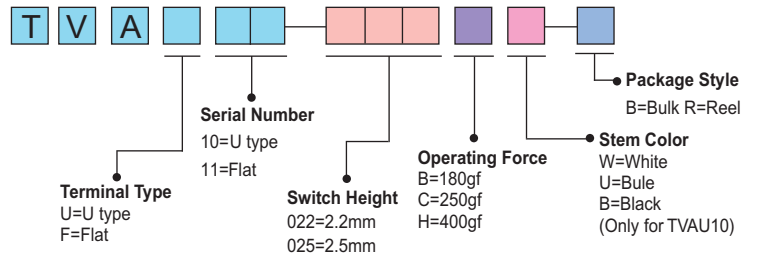 T V A
Package Style
B=Bulk R=Reel
Serial Number
10=U type
11=Flat
Stem Color
W=White
U=Bule
B=Black
(Only for TVAU10)
Operating Force
B=180gf
C=250gf
H=400gf
Terminal Type
U=U type
F=Flat
Switch Height
022=2.2mm
025=2.5mm